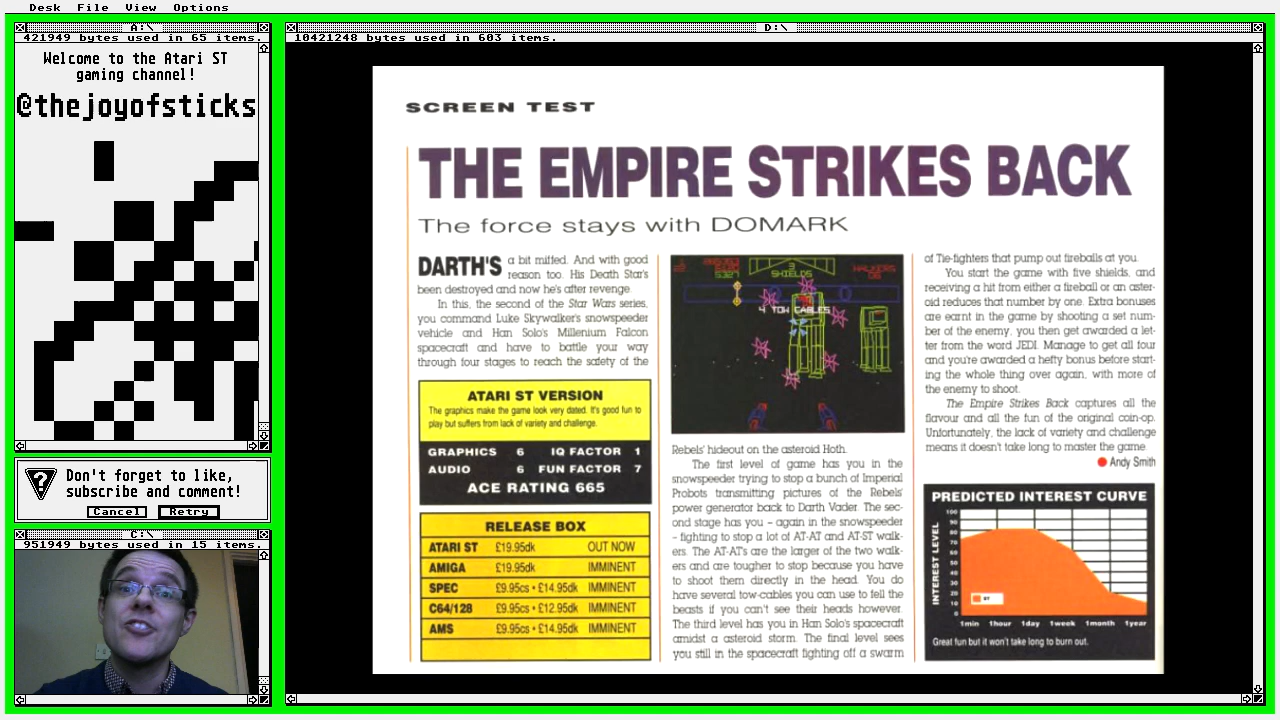 Desk File View Options
A:\
421949 bytes used in 65 items.
Welcome to the Atari ST
gaming channel!
@thejoyofsticks
Don't forget to like,
subscribe and comment!
Cancel Retry
C:\
951949 bytes used in 15 items.
D:\
10421248 bytes used in 603 items.
SCREEN TEST
THE EMPIRE STRIKES BACK
The force stays with DOMARK
DARTH'S a bit miffed. And with good
reason too. His Death Star's
been destroyed and now he's after revenge.
In this, the second of the Star Wars series,
you command Luke Skywalker's snowspeeder
vehicle and Han Solo's Millenium Falcon
spacecraft and have to battle your way
through four stages to reach the safety of the
ATARI ST VERSION
The graphics make the game look very dated. It's good fun to
play but suffers from lack of variety and challenge.
GRAPHICS 6 IQ FACTOR 1
AUDIO 6 FUN FACTOR 7
ACE RATING 665
RELEASE BOX
ATARI ST £19.95dk OUT NOW
AMIGA £19.95dk IMMINENT
SPEC £9.95cs • £14.95dk IMMINENT
C64/128 £9.95cs • £12.95dk IMMINENT
AMS £9.95cs • £14.95dk IMMINENT
3
SHIELDS
4 TOW CABLES
Rebels' hideout on the asteroid Hoth.
The first level of game has you in the
snowspeeder trying to stop a bunch of Imperial
Probots transmitting pictures of the Rebels'
power generator back to Darth Vader. The sec-
ond stage has you – again in the snowspeeder
– fighting to stop a lot of AT-AT and AT-ST walk-
ers. The AT-ATs are the larger of the two walk-
ers and are tougher to stop because you have
to shoot them directly in the head. You do
have several tow-cables you can use to fell the
beasts if you can't see their heads however.
The third level has you in Han Solo's spacecraft
amidst a asteroid storm. The final level sees
you still in the spacecraft fighting off a swarm
of Tie-fighters that pump out fireballs at you.
You start the game with five shields, and
receiving a hit from either a fireball or an aster-
oid reduces that number by one. Extra bonuses
are earnt in the game by shooting a set num-
ber of the enemy, you then get awarded a let-
ter from the word JEDI. Manage to get all four
and you're awarded a hefty bonus before start-
ing the whole thing over again, with more of
the enemy to shoot.
The Empire Strikes Back captures all the
flavour and all the fun of the original coin-op.
Unfortunately, the lack of variety and challenge
means it doesn't take long to master the game.
Andy Smith
PREDICTED INTEREST CURVE
INTEREST LEVEL
100
90
80
70
60
50
40
30
20
10
0
ST
1min 1hour 1day 1week 1month 1year
Great fun but it won't take long to burn out.